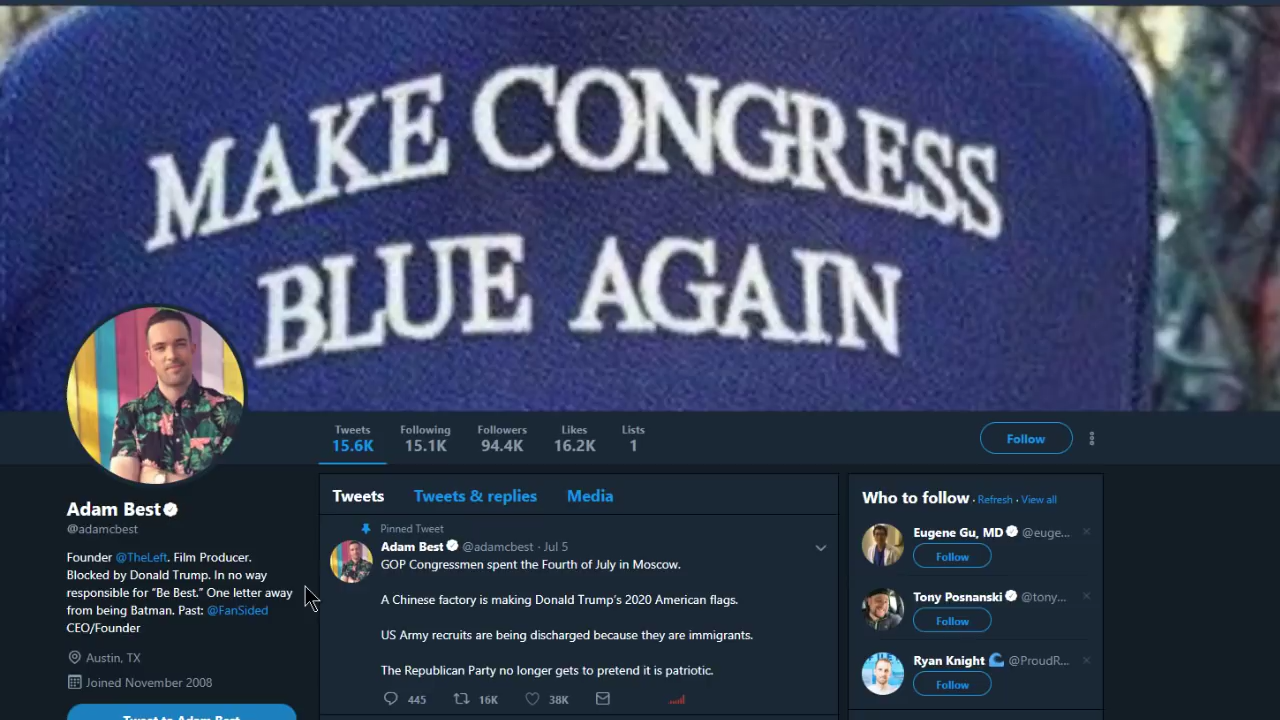 MAKE CONGRESS
BLUE AGAIN
Tweets
15.6K
Following
15.1K
Followers
94.4K
Likes
16.2K
Lists
1
Follow
Adam Best
@adamcbest
Founder @TheLeft. Film Producer.
Blocked by Donald Trump. In no way
responsible for “Be Best.” One letter away
from being Batman. Past: @FanSided
CEO/Founder
Austin, TX
Joined November 2008
Tweet to Adam Best
Tweets Tweets & replies Media
Pinned Tweet
Adam Best @adamcbest · Jul 5
GOP Congressmen spent the Fourth of July in Moscow.
A Chinese factory is making Donald Trump’s 2020 American flags.
US Army recruits are being discharged because they are immigrants.
The Republican Party no longer gets to pretend it is patriotic.
445 16K 38K
Who to follow · Refresh · View all
Eugene Gu, MD @euge...
Follow
Tony Posnanski @tony...
Follow
Ryan Knight @ProudR...
Follow